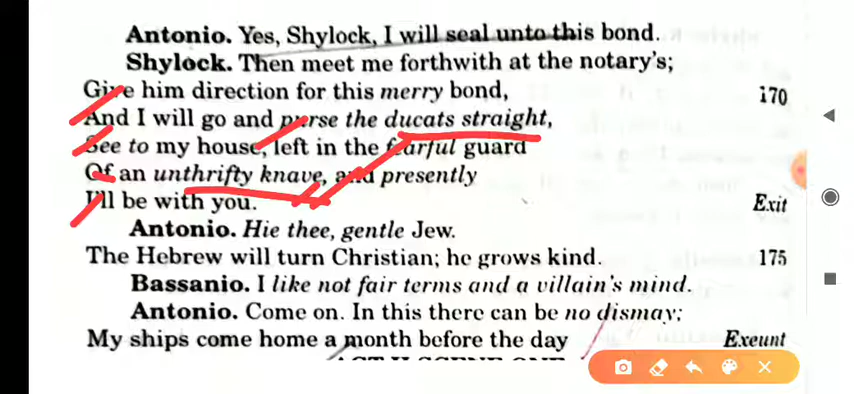 Antonio. Yes, Shylock, I will seal unto this bond.
Shylock. Then meet me forthwith at the notary's;
Give him direction for this merry bond, 170
And I will go and purse the ducats straight,
See to my house, left in the fearful guard
Of an unthrifty knave, and presently
I'll be with you. Exit
Antonio. Hie thee, gentle Jew.
The Hebrew will turn Christian; he grows kind. 175
Bassanio. I like not fair terms and a villain's mind.
Antonio. Come on. In this there can be no dismay;
My ships come home a month before the day Exeunt